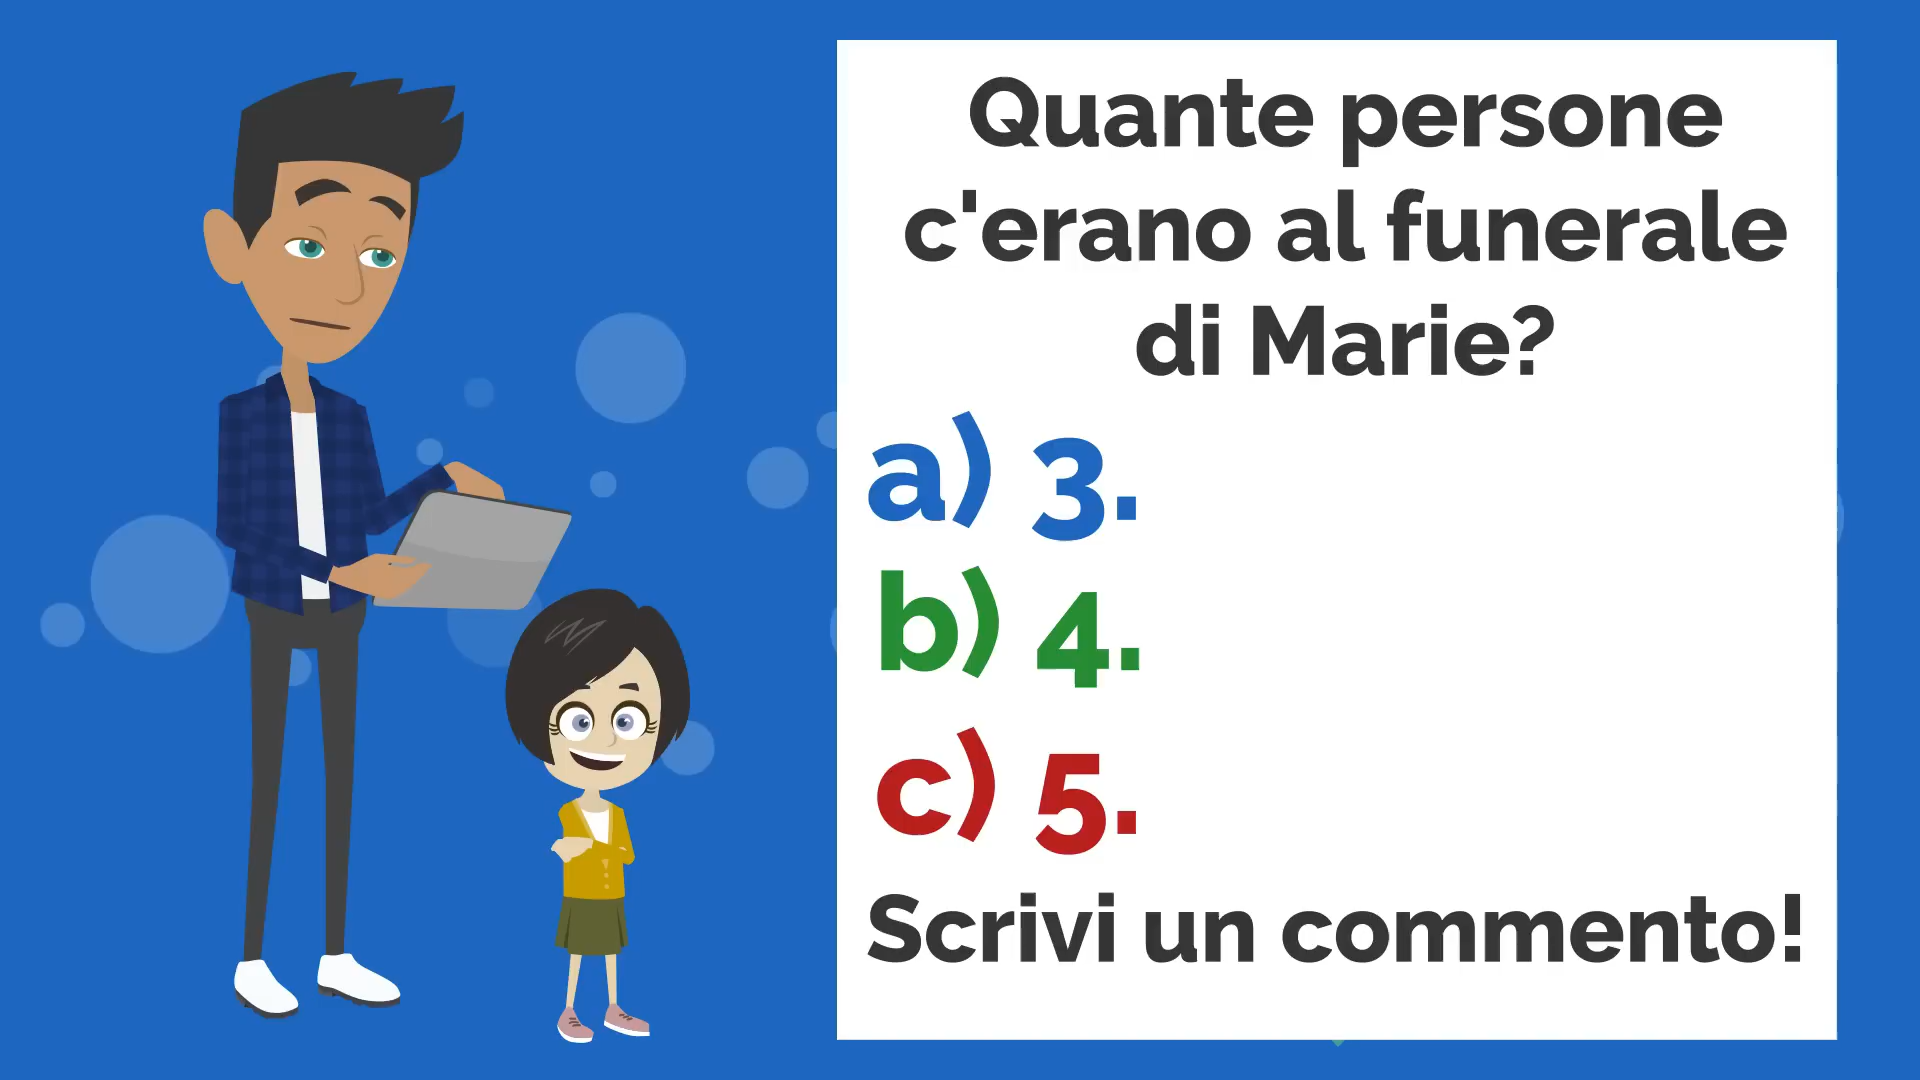 Quante persone
c'erano al funerale
di Marie?
a) 3.
b) 4.
c) 5.
Scrivi un commento!